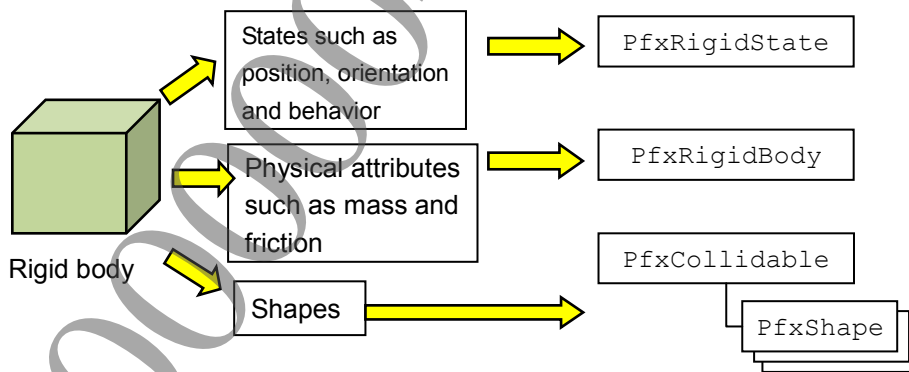 States such as
position, orientation
and behavior
PfxRigidState
Physical attributes
such as mass and
friction
PfxRigidBody
Rigid body
Shapes
PfxCollidable
PfxShape